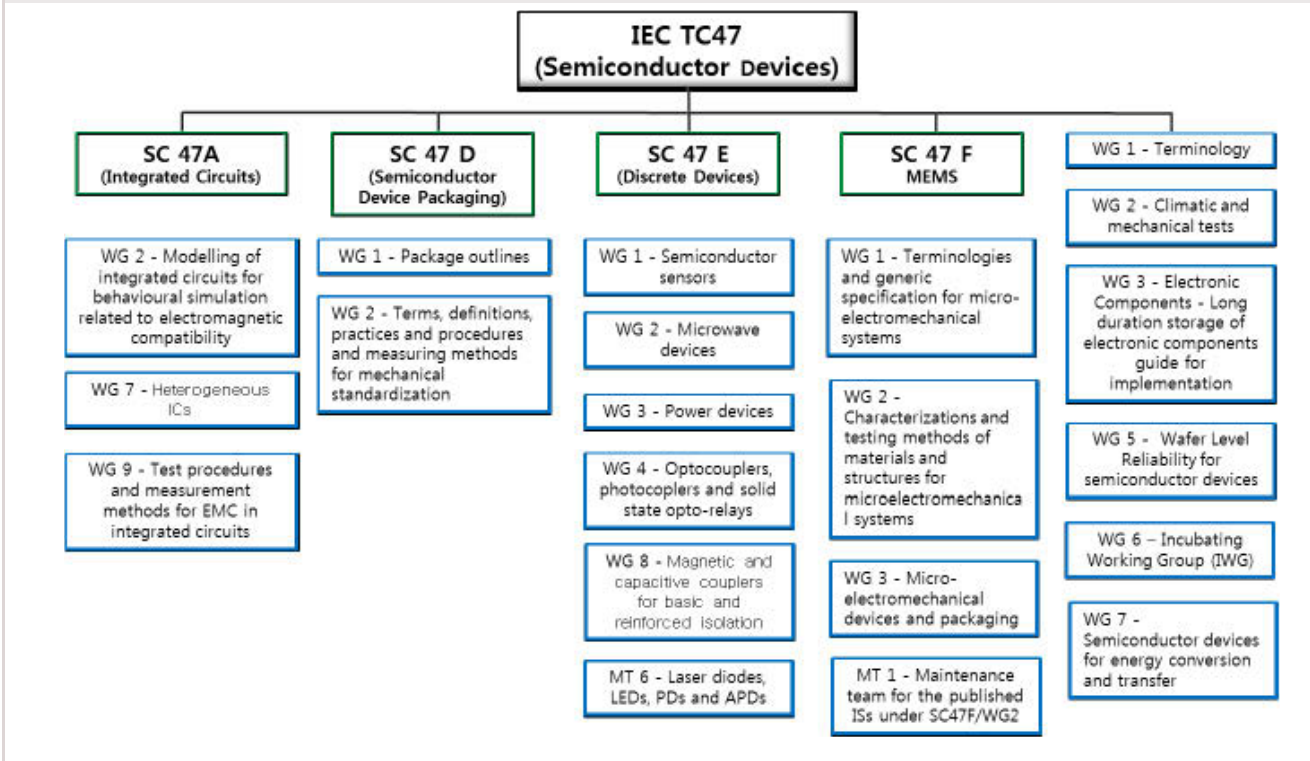 IEC TC47
(Semiconductor Devices)
SC 47A
(Integrated Circuits)
WG 2 - Modelling of
integrated circuits for
behavioural simulation
related to electromagnetic
compatibility
WG 7 - Heterogeneous
ICs
WG 9 - Test procedures
and measurement
methods for EMC in
integrated circuits
SC 47 D
(Semiconductor
Device Packaging)
WG 1 - Package outlines
WG 2 - Terms, definitions,
practices and procedures
and measuring methods
for mechanical
standardization
SC 47 E
(Discrete Devices)
WG 1 - Semiconductor
sensors
WG 2 - Microwave
devices
WG 3 - Power devices
WG 4 - Optocouplers,
photocoplers and solid
state opto-relays
WG 8 - Magnetic and
capacitive couplers
for basic and
reinforced isolation
MT 6 - Laser diodes,
LEDs, PDs and APDs
SC 47 F
MEMS
WG 1 - Terminologies
and generic
specification for micro-
electromechanical
systems
WG 2 -
Characterizations and
testing methods of
materials and
structures for
microelectromechanica
l systems
WG 3 - Micro-
electromechanical
devices and packaging
MT 1 - Maintenance
team for the published
ISs under SC47F/WG2
WG 1 - Terminology
WG 2 - Climatic and
mechanical tests
WG 3 - Electronic
Components - Long
duration storage of
electronic components
guide for
implementation
WG 5 - Wafer Level
Reliability for
semiconductor devices
WG 6 – Incubating
Working Group (IWG)
WG 7 -
Semiconductor devices
for energy conversion
and transfer